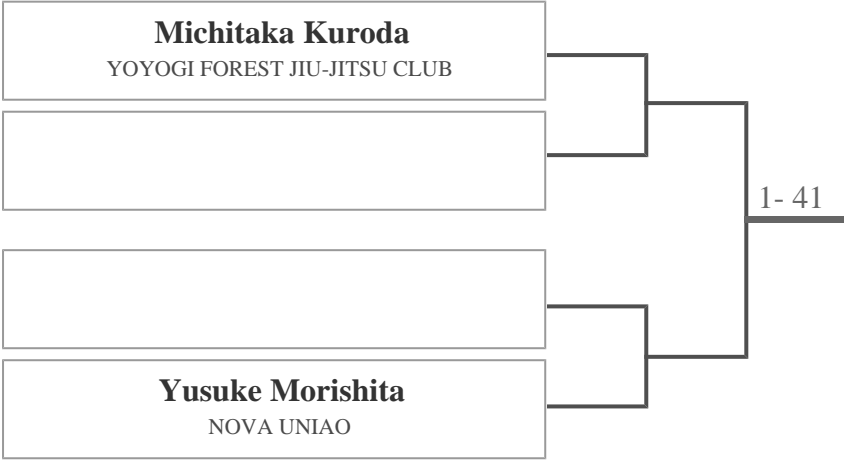 Michitaka Kuroda
YOYOGI FOREST JIU-JITSU CLUB
1- 41
Yusuke Morishita
NOVA UNIAO